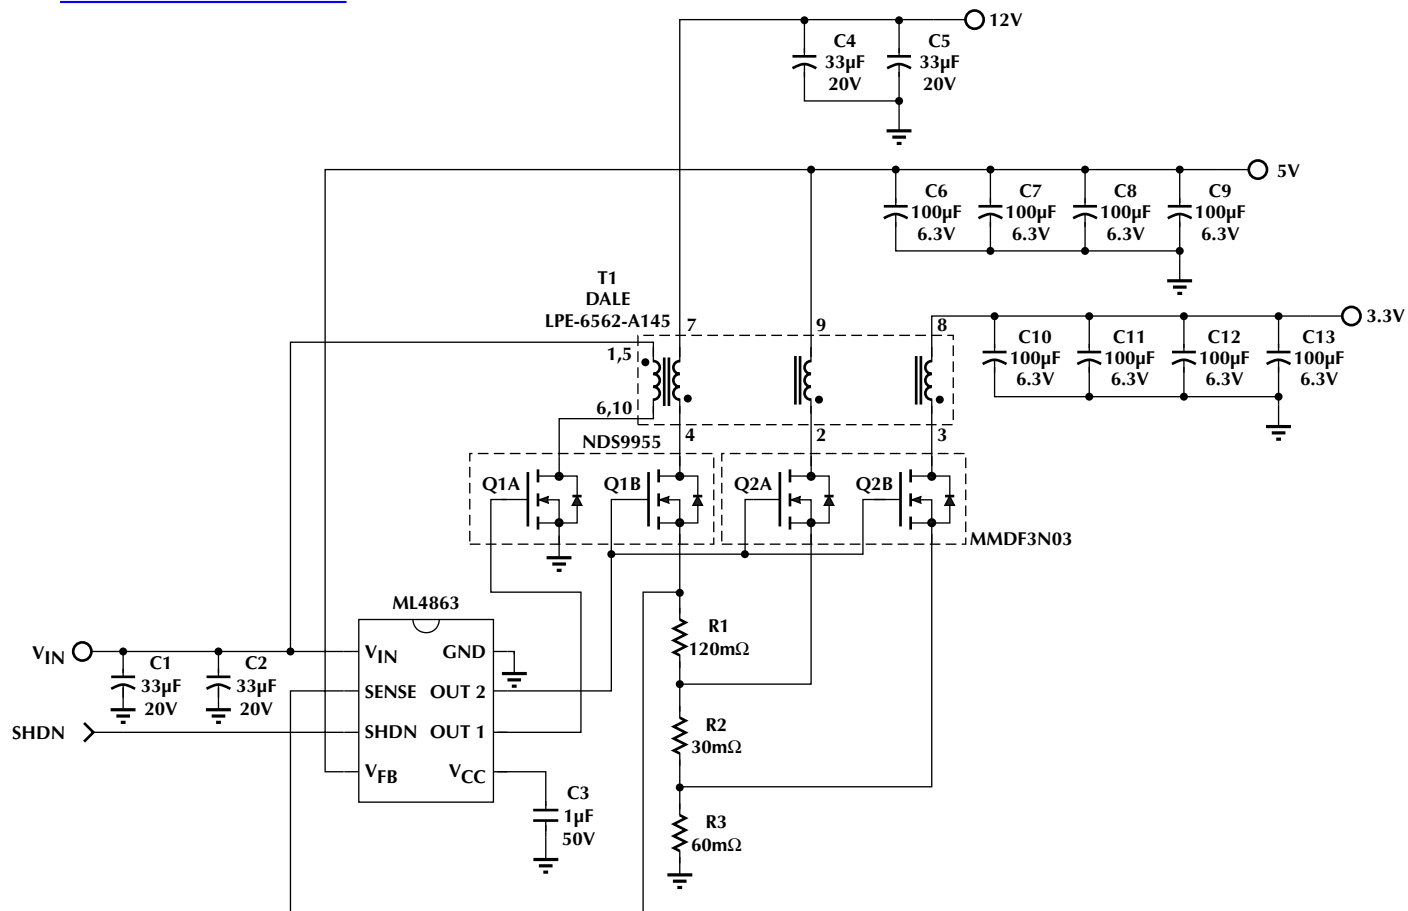 12V
C4
33µF
20V
C5
33µF
20V
5V
C6
100µF
6.3V
C7
100µF
6.3V
C8
100µF
6.3V
C9
100µF
6.3V
T1
DALE
LPE-6562-A145
7
9
8
3.3V
C10
100µF
6.3V
C11
100µF
6.3V
C12
100µF
6.3V
C13
100µF
6.3V
1,5
6,10
4
2
3
NDS9955
Q1A
Q1B
Q2A
Q2B
MMDF3N03
ML4863
VIN
C1
33µF
20V
C2
33µF
20V
SHDN
VIN
GND
SENSE
OUT 2
SHDN
OUT 1
VFB
VCC
C3
1µF
50V
R1
120mΩ
R2
30mΩ
R3
60mΩ